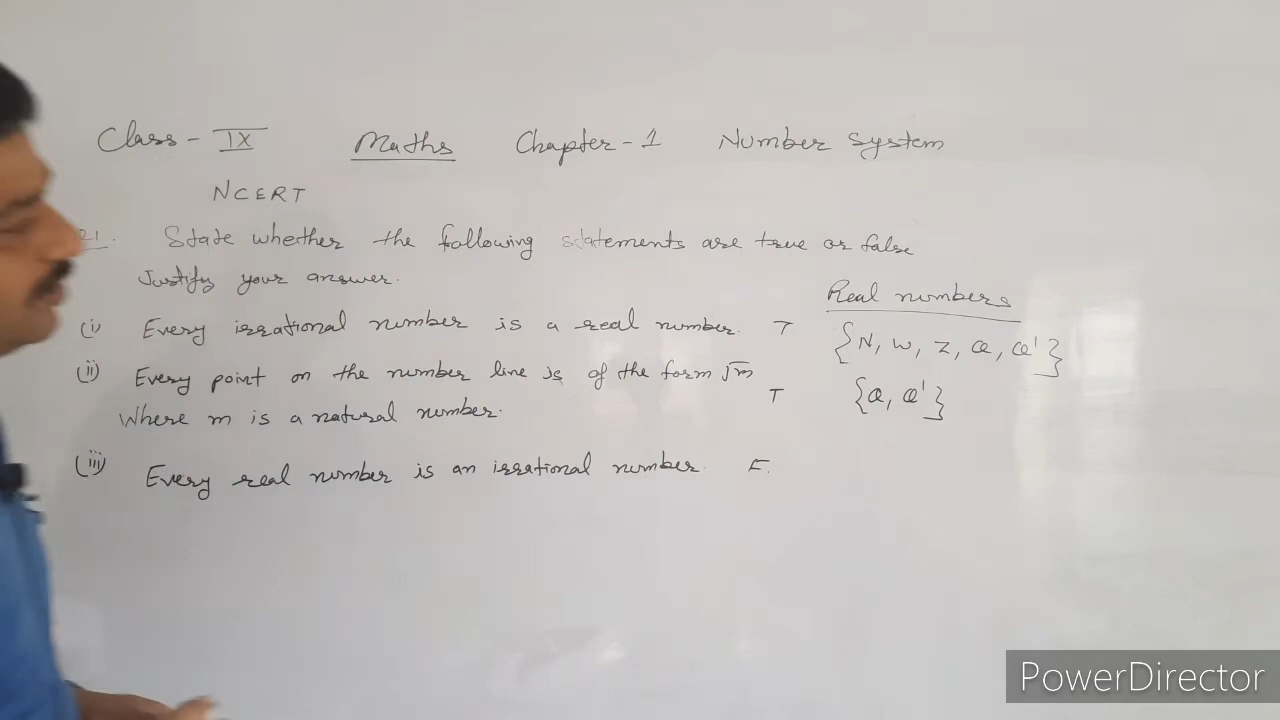 Class - IX Maths Chapter - 1 Number System
NCERT
Q1. State whether the following statements are true or false
Justify your answer.
Real numbers
(i) Every irrational number is a real number. T
{N, W, Z, Q, Q'}
(ii) Every point on the number line is of the form √m
Where m is a natural number. T
{Q, Q'}
(iii) Every real number is an irrational number. F.
PowerDirector